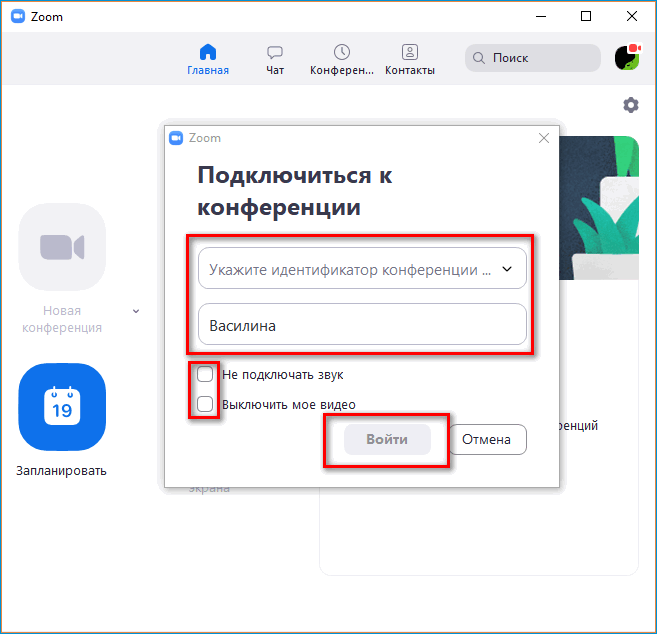 Zoom
Главная
Чат
Конферен...
Контакты
Поиск
Zoom
Подключиться к
конференции
Укажите идентификатор конференции ...
Василина
Не подключать звук
Выключить мое видео
Войти
Отмена
Новая
конференция
19
Запланировать
экрана